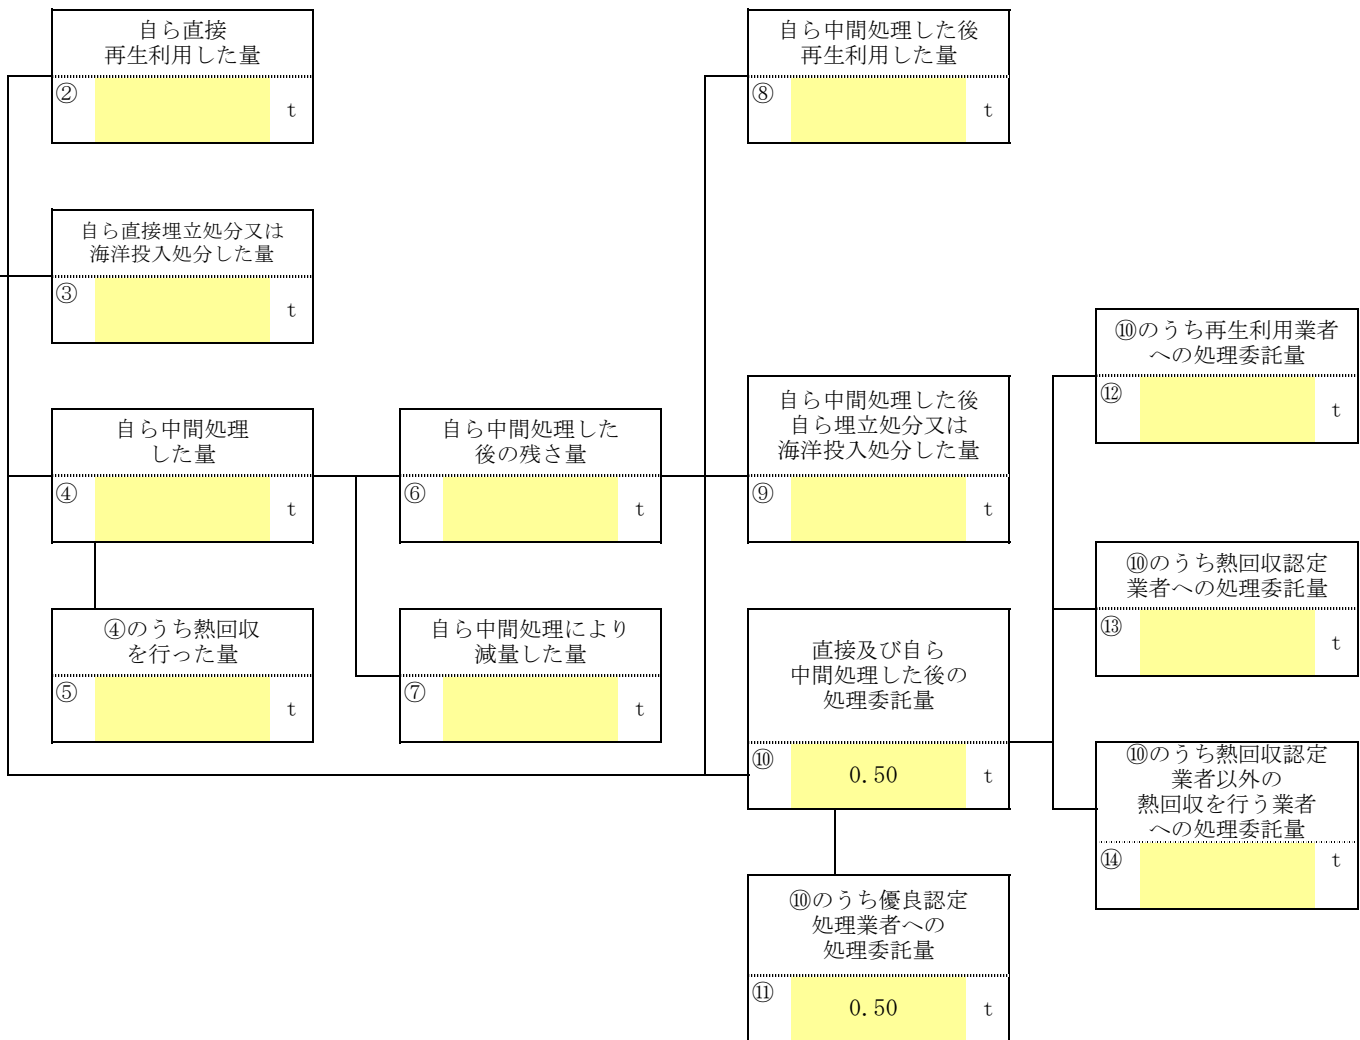 自ら直接
再生利用した量
②
t
自ら直接埋立処分又は
海洋投入処分した量
③
t
自ら中間処理
した量
④
t
④のうち熱回収
を行った量
⑤
t
自ら中間処理した
後の残さ量
⑥
t
自ら中間処理により
減量した量
⑦
t
自ら中間処理した後
再生利用した量
⑧
t
自ら中間処理した後
自ら埋立処分又は
海洋投入処分した量
⑨
t
直接及び自ら
中間処理した後の
処理委託量
⑩ 0.50 t
⑩のうち優良認定
処理業者への
処理委託量
⑪ 0.50 t
⑩のうち再生利用業者
への処理委託量
⑫
t
⑩のうち熱回収認定
業者への処理委託量
⑬
t
⑩のうち熱回収認定
業者以外の
熱回収を行う業者
への処理委託量
⑭
t